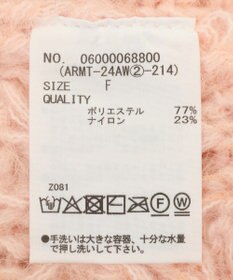 NO. 06000068800
(ARMT-24AW②-214)
SIZE F
QUALITY
ポリエステル 77%
ナイロン 23%
Z081
F W
●手洗いは大きな容器、十分な水量
で押し洗いして下さい。